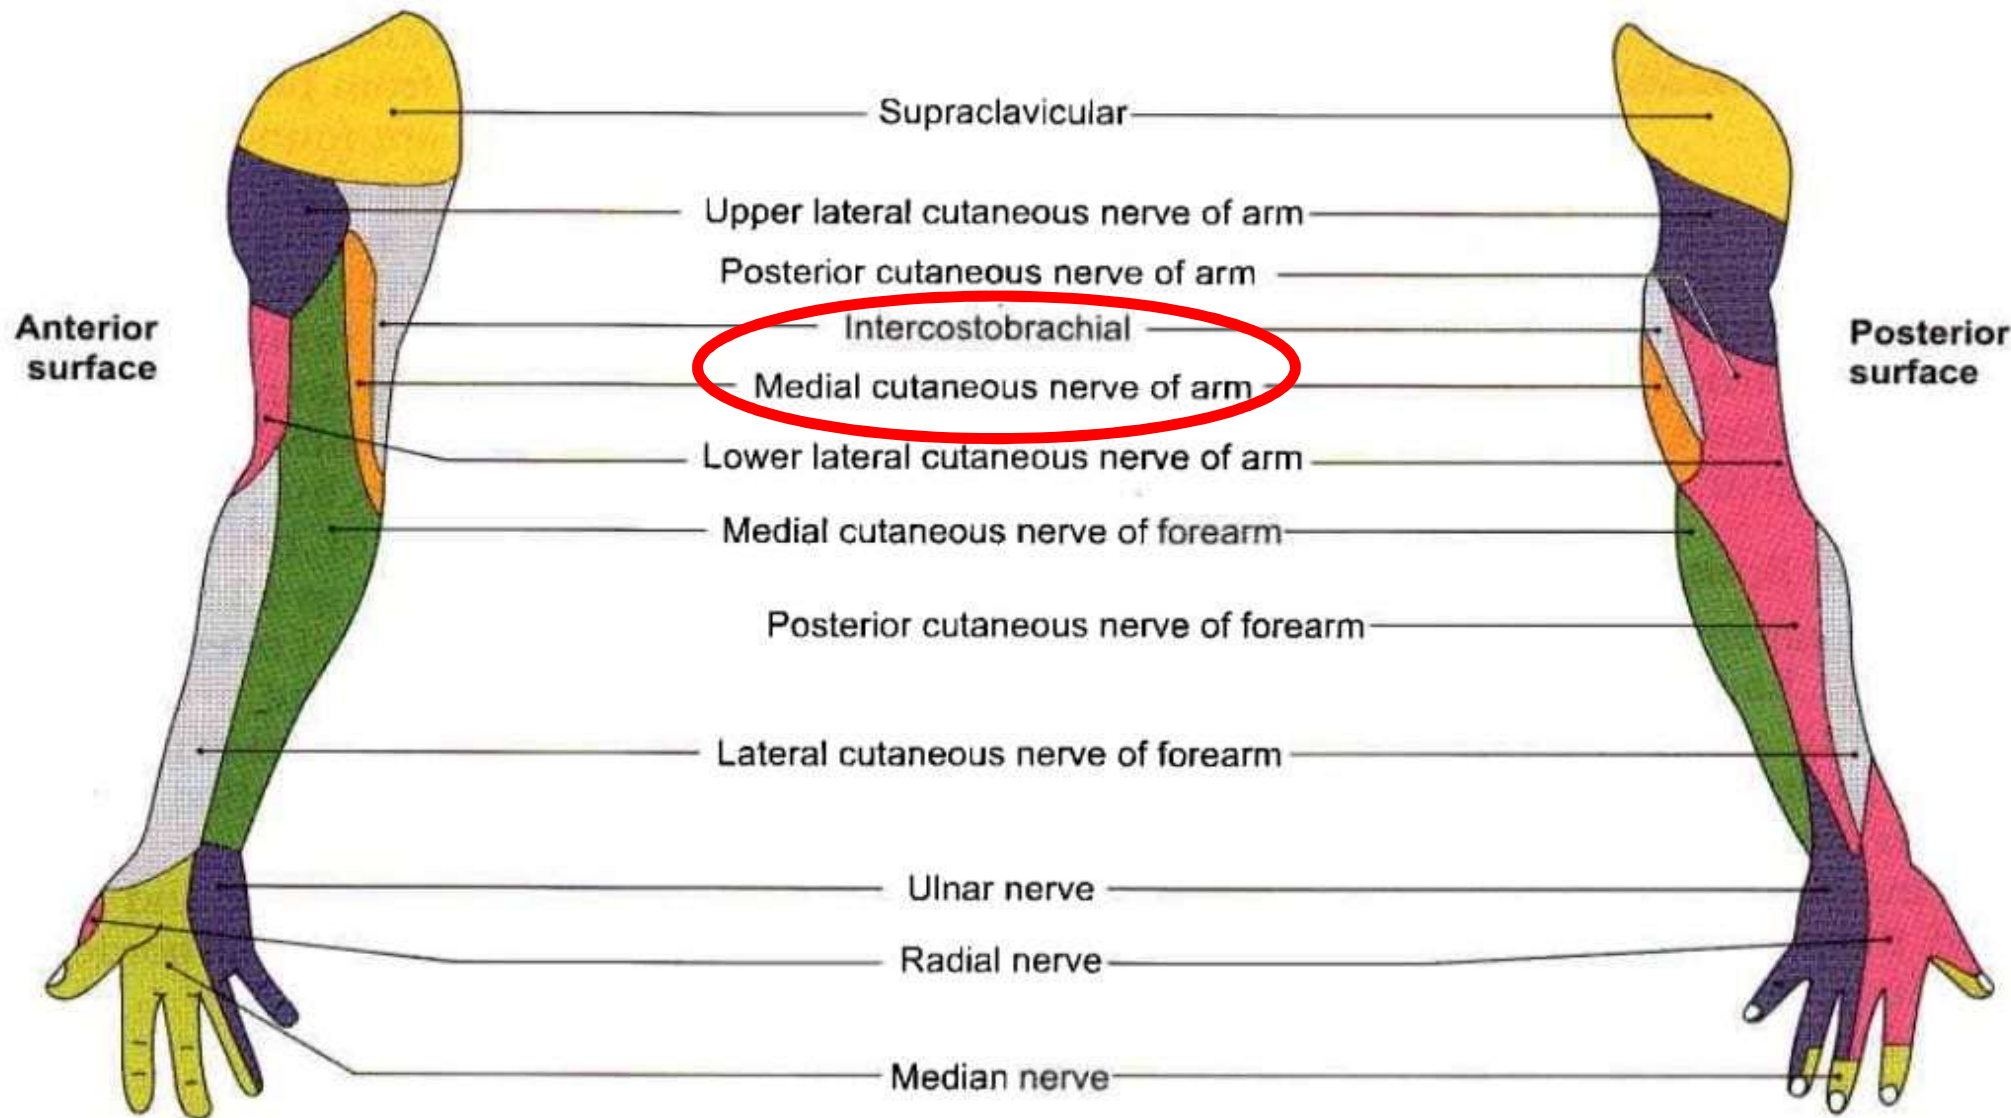 Supraclavicular
Upper lateral cutaneous nerve of arm
Posterior cutaneous nerve of arm
Intercostobrachial
Anterior
surface
Posterior
surface
Medial cutaneous nerve of arm
Lower lateral cutaneous nerve of arm
Medial cutaneous nerve of forearm
Posterior cutaneous nerve of forearm
Lateral cutaneous nerve of forearm
Ulnar nerve
Radial nerve
Median nerve